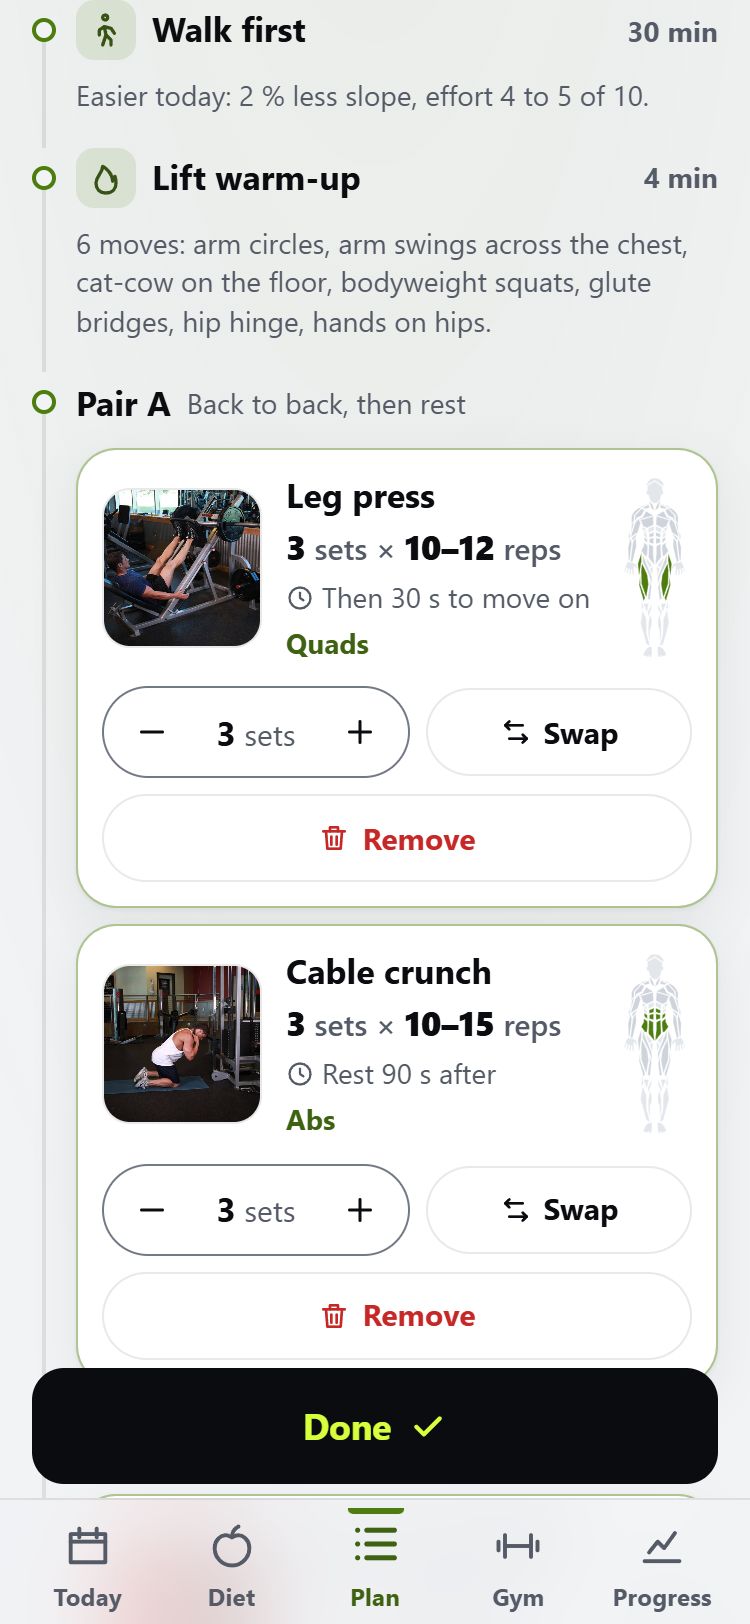 Walk first
30 min
Easier today: 2 % less slope, effort 4 to 5 of 10.
Lift warm-up
4 min
6 moves: arm circles, arm swings across the chest,
cat-cow on the floor, bodyweight squats, glute
bridges, hip hinge, hands on hips.
Pair A Back to back, then rest
Leg press
3 sets × 10–12 reps
Then 30 s to move on
Quads
3 sets
Swap
Remove
Cable crunch
3 sets × 10–15 reps
Rest 90 s after
Abs
3 sets
Swap
Remove
Done
Today
Diet
Plan
Gym
Progress